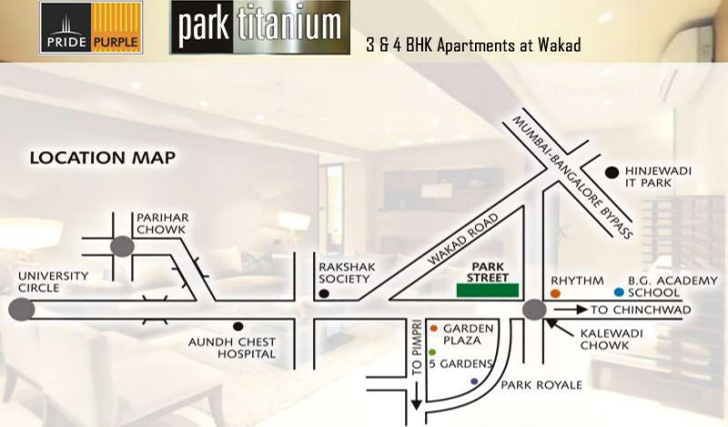 PRIDE PURPLE
park titanium
3 & 4 BHK Apartments at Wakad
LOCATION MAP
MUMBAI-BANGALORE BYPASS
HINJEWADI
IT PARK
PARIHAR
CHOWK
WAKAD ROAD
UNIVERSITY
CIRCLE
RAKSHAK
SOCIETY
PARK
STREET
RHYTHM
B.G. ACADEMY
SCHOOL
TO CHINCHWAD
AUNDH CHEST
HOSPITAL
TO PIMPRI
GARDEN
PLAZA
5 GARDENS
KALEWADI
CHOWK
PARK ROYALE